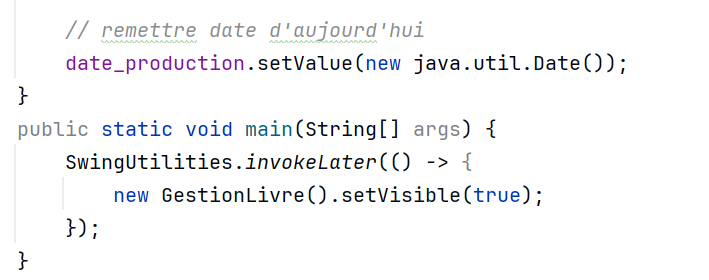 // remettre date d'aujourd'hui
date_production.setValue(new java.util.Date());
}
public static void main(String[] args) {
SwingUtilities.invokeLater(() -> {
new GestionLivre().setVisible(true);
});
}